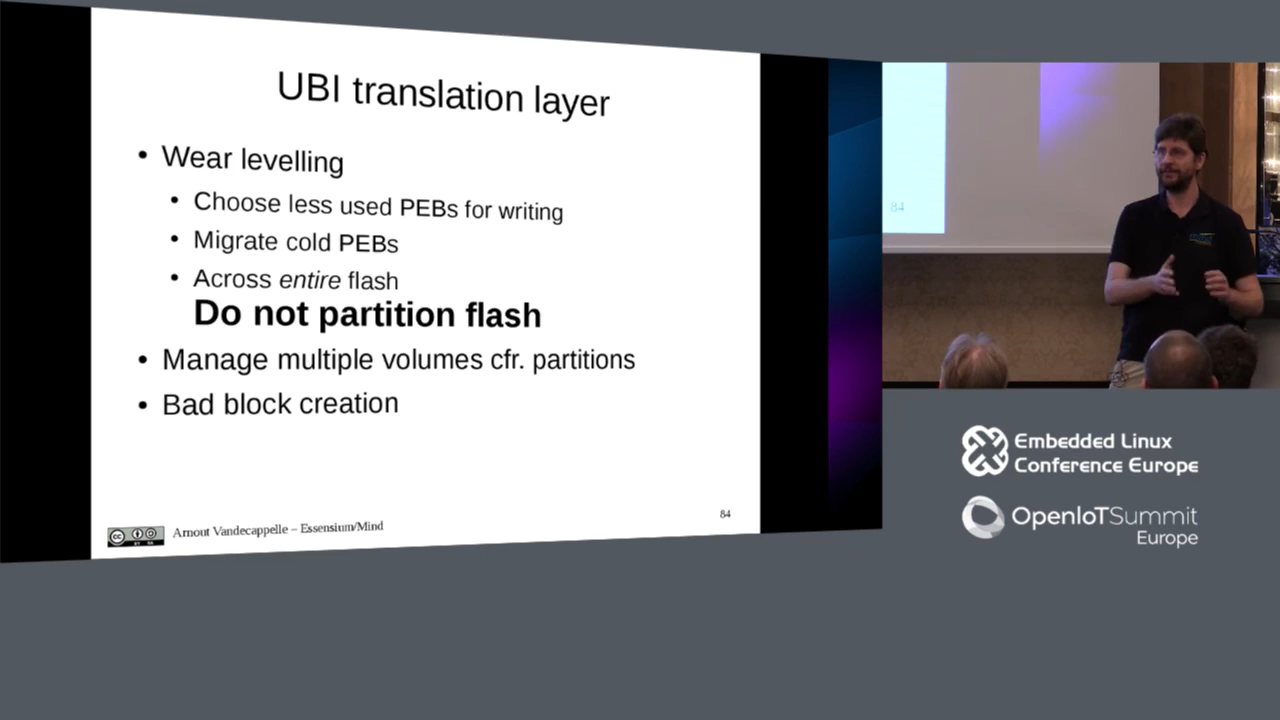 UBI translation layer
• Wear levelling
• Choose less used PEBs for writing
• Migrate cold PEBs
• Across entire flash
Do not partition flash
• Manage multiple volumes cfr. partitions
• Bad block creation
Arnout Vandecappelle – Essensium/Mind
84
84
Embedded Linux
Conference Europe
OpenIoTSummit
Europe